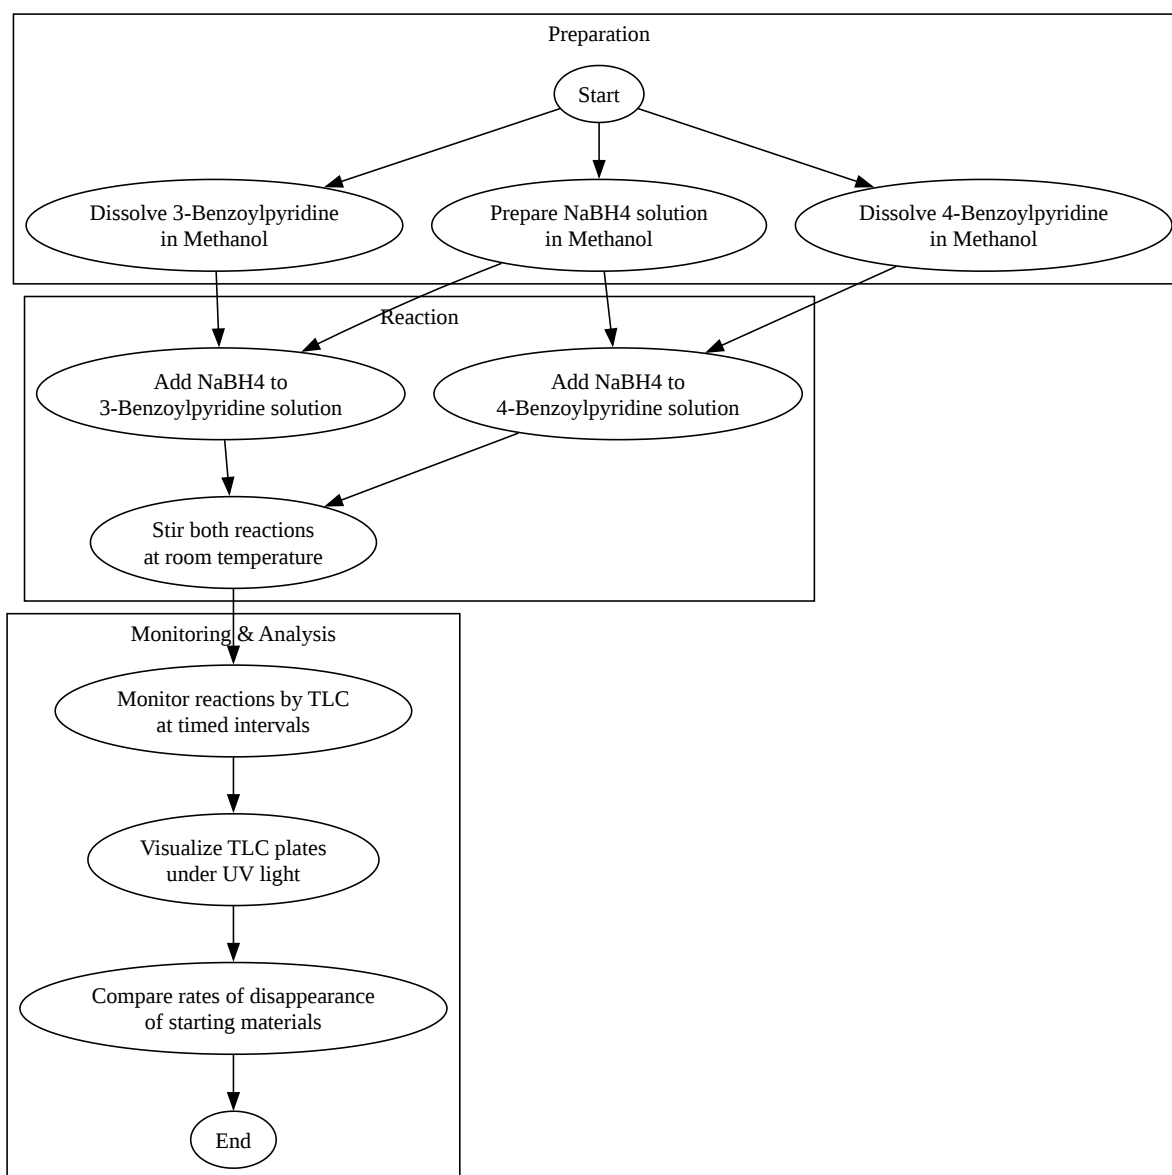 Preparation
Start
Dissolve 3-Benzoylpyridine
in Methanol
Prepare NaBH4 solution
in Methanol
Dissolve 4-Benzoylpyridine
in Methanol
Reaction
Add NaBH4 to
3-Benzoylpyridine solution
Add NaBH4 to
4-Benzoylpyridine solution
Stir both reactions
at room temperature
Monitoring & Analysis
Monitor reactions by TLC
at timed intervals
Visualize TLC plates
under UV light
Compare rates of disappearance
of starting materials
End